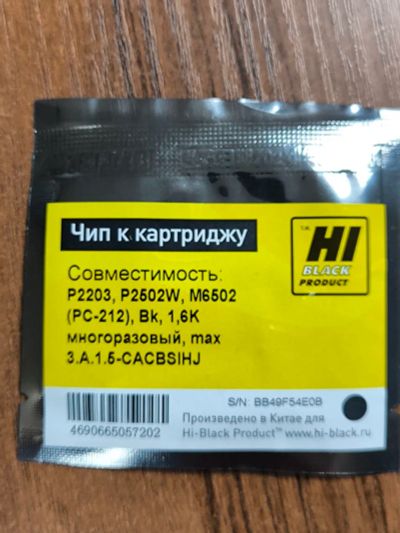 Чип к картриджу
™ HI
BLACK
PRODUCT
Совместимость:
P2203, P2502W, M6502
(PC-212), Bk, 1,6K
многоразовый, max
3.A.1.5-CACBSIHJ
S/N: BB49F54E0B
Произведено в Китае для
Hi-Black Product™ www.hi-black.ru
4690665057202